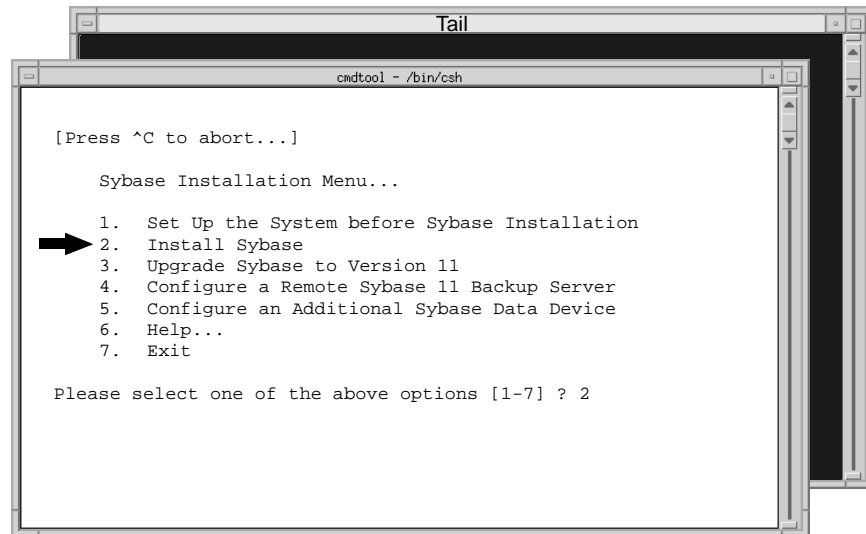 Tail
cmdtool - /bin/csh
[Press ^C to abort...]
Sybase Installation Menu...
1. Set Up the System before Sybase Installation
2. Install Sybase
3. Upgrade Sybase to Version 11
4. Configure a Remote Sybase 11 Backup Server
5. Configure an Additional Sybase Data Device
6. Help...
7. Exit
Please select one of the above options [1-7] ? 2